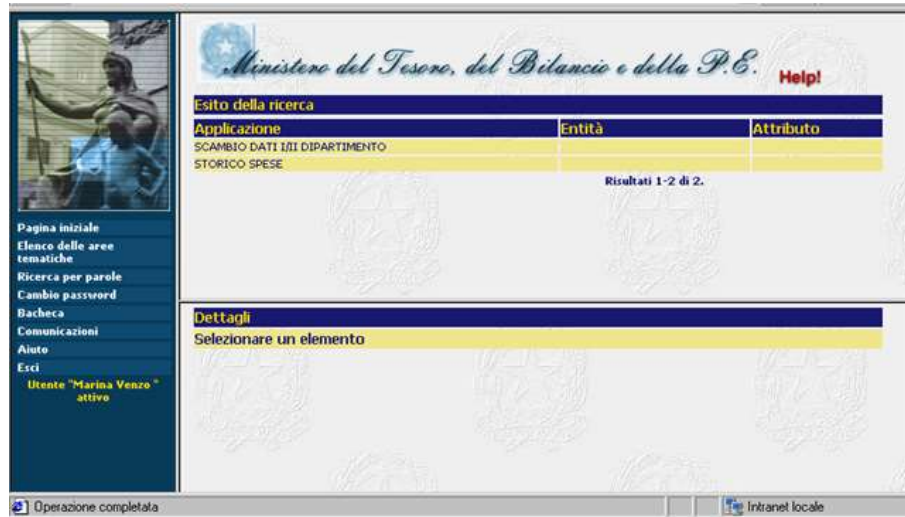 Ministero del Tesoro, del Bilancio e della P.E.
Help!
Esito della ricerca
Applicazione Entità Attributo
SCAMBIO DATI I/II DIPARTIMENTO
STORICO SPESE
Risultati 1-2 di 2.
Pagina iniziale
Elenco delle aree
tematiche
Ricerca per parole
Cambio password
Bacheca
Comunicazioni
Aiuto
Esci
Utente "Marina Venzo "
attivo
Dettagli
Selezionare un elemento
Operazione completata
Intranet locale